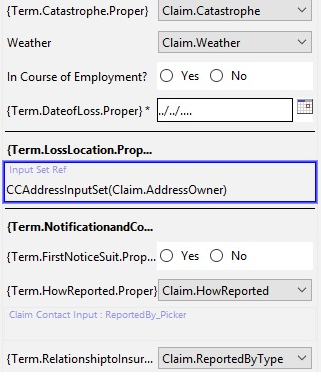 {Term.Catastrophe.Proper} Claim.Catastrophe
Weather Claim.Weather
In Course of Employment? Yes No
{Term.DateofLoss.Proper} * ../../....
{Term.LossLocation.Prop...
Input Set Ref
CCAddressInputSet(Claim.AddressOwner)
{Term.NotificationandCo...
{Term.FirstNoticeSuit.Prop... Yes No
{Term.HowReported.Proper} Claim.HowReported
Claim Contact Input : ReportedBy_Picker
{Term.RelationshiptoInsur... Claim.ReportedByType